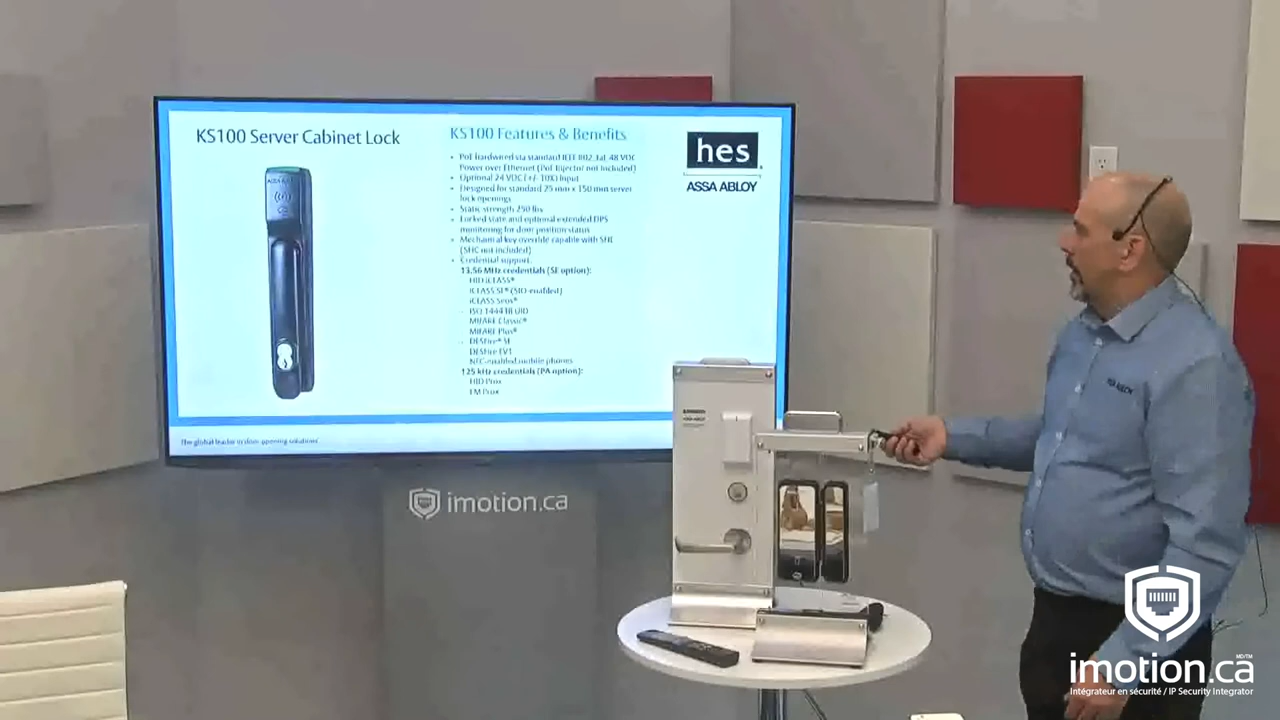 KS100 Server Cabinet Lock
KS100 Features & Benefits
PoE hardwired via standard IEEE 802.3af, 48 VDC
Power over Ethernet (PoE Injector not included)
Optional 24 VDC (+/- 10%) input
Designed for standard 25 mm x 150 mm server
lock openings
Static strength 250 lbs
Locked state and optional extended DPS
monitoring for door position status
Mechanical key override capable with SFIC
(SFIC not included)
Credential support:
13.56 MHz credentials (SE option):
HID iCLASS®
iCLASS SE® (SIO-enabled)
iCLASS Seos®
ISO 14443B UID
MIFARE Classic®
MIFARE Plus®
DESFire® SE
DESFire EV1
NFC-enabled mobile phones
125 kHz credentials (PA option):
HID Prox
EM Prox
hes
ASSA ABLOY
The global leader in door opening solutions
imotion.ca
ASSA ABLOY
imotion.ca
MD/TM
Intégrateur en sécurité / IP Security Integrator